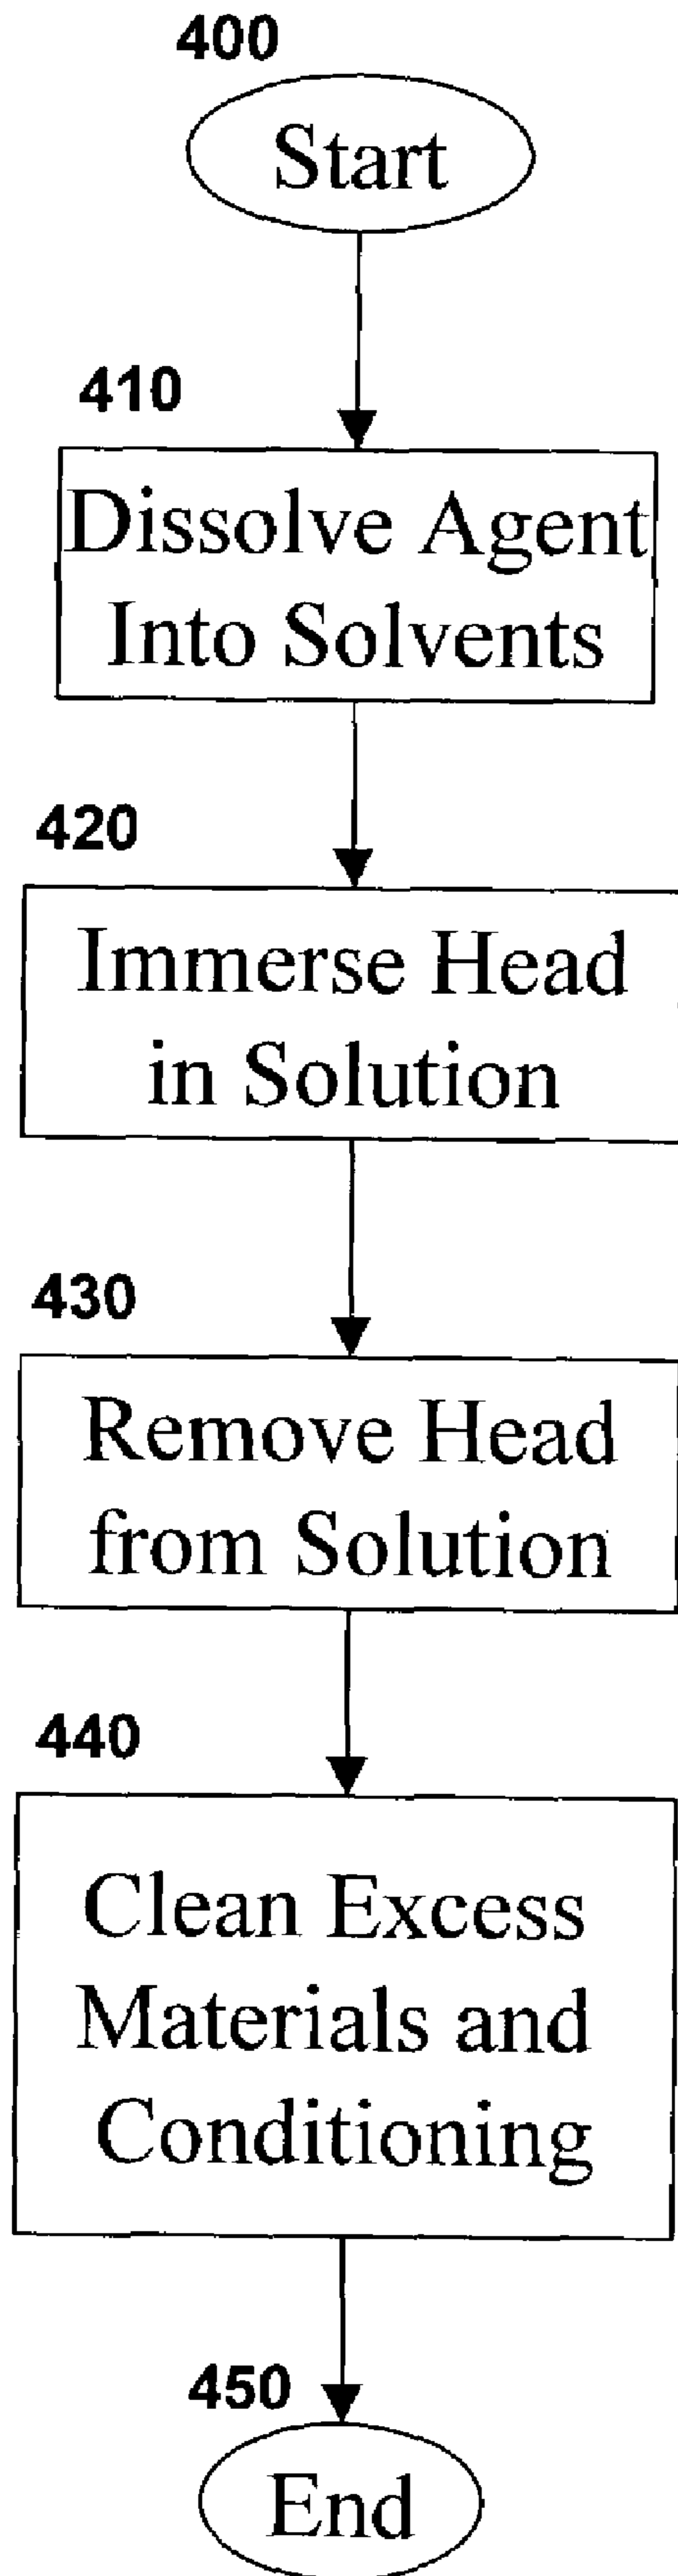 400
Start
410
Dissolve Agent
Into Solvents
420
Immerse Head
in Solution
430
Remove Head
from Solution
440
Clean Excess
Materials and
Conditioning
450
End